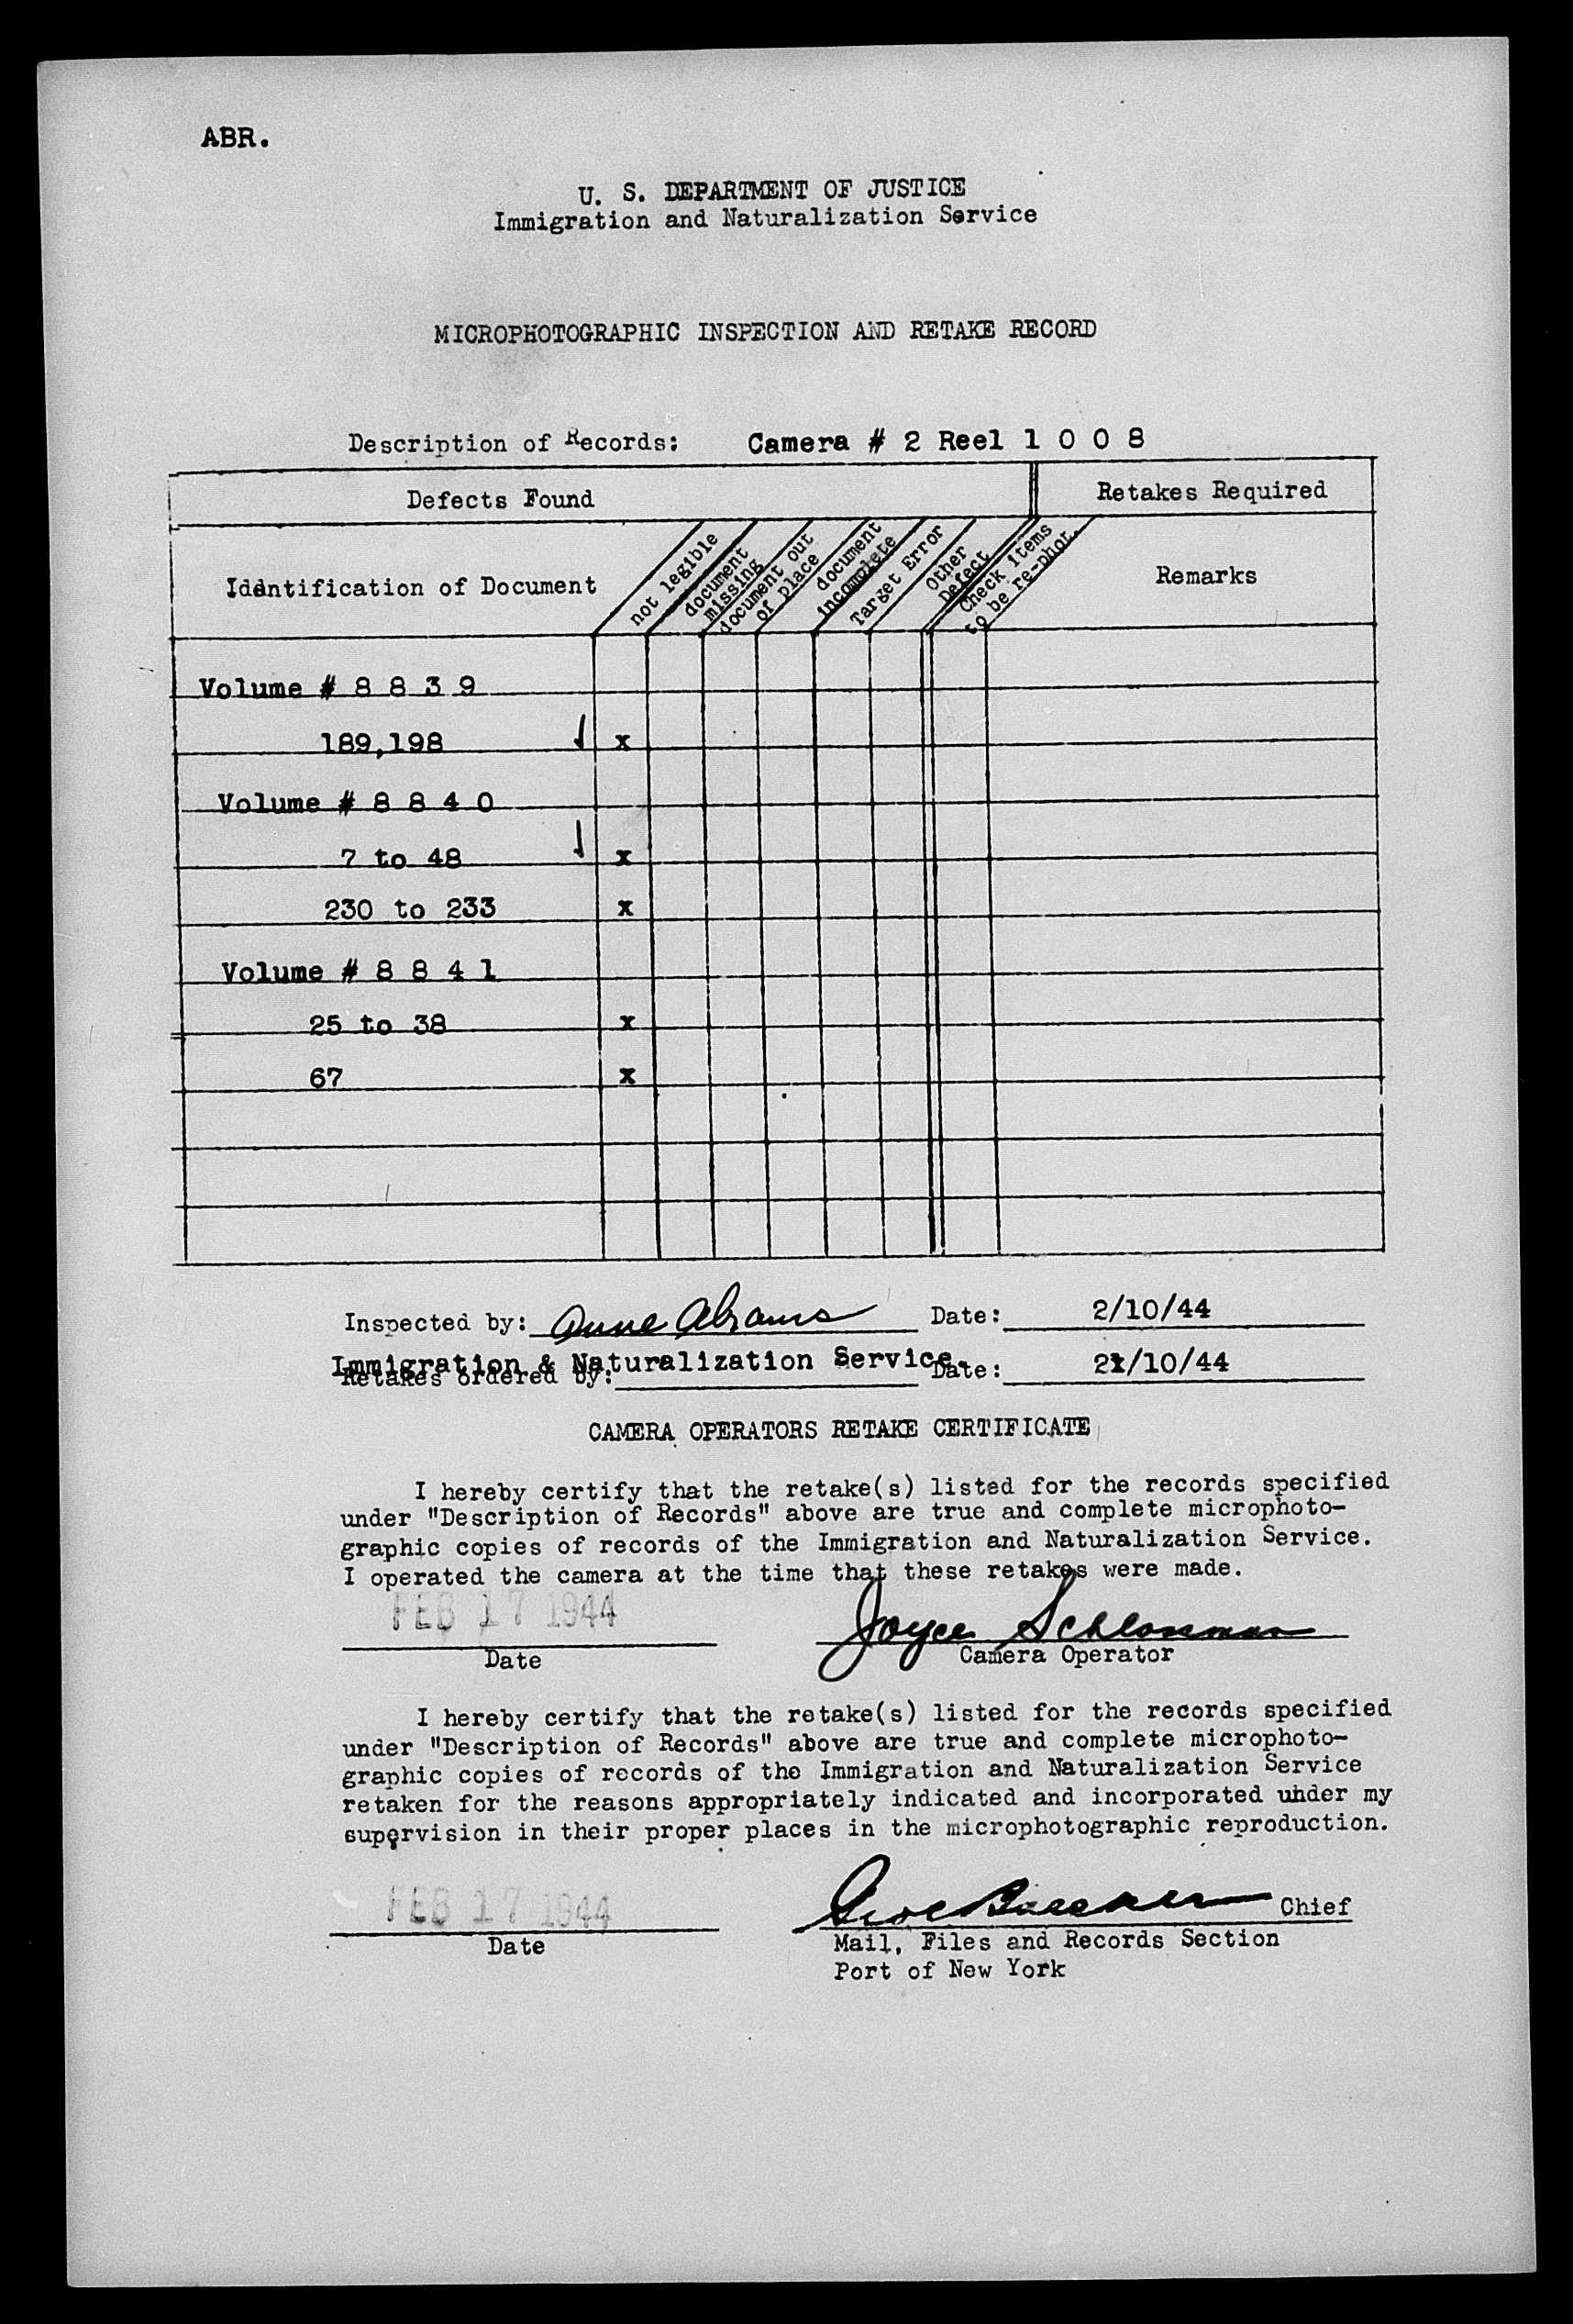 ABR.
U. S. DEPARTMENT OF JUSTICE
Immigration and Naturalization Service
MICROPHOTOGRAPHIC INSPECTION AND RETAKE RECORD
Description of Records: Camera # 2 Reel 1 0 0 8
Defects Found Retakes Required
Identification of Document
not legible
document
missing
document out
of place
document
incomplete
Target Error
Other
Defect
Check items
to be re-phot.
Remarks
Volume # 8 8 3 9
189,198 x
Volume # 8 8 4 0
7 to 48 x
230 to 233 x
Volume # 8 8 4 1
25 to 38 x
67 x
Inspected by: Anne Abrams Date: 2/10/44
Immigration & Naturalization Service.
Retakes ordered by: Date: 2/10/44
CAMERA OPERATORS RETAKE CERTIFICATE
I hereby certify that the retake(s) listed for the records specified
under "Description of Records" above are true and complete microphoto-
graphic copies of records of the Immigration and Naturalization Service.
I operated the camera at the time that these retakes were made.
FEB 17 1944 Joyce
Date Camera Operator
I hereby certify that the retake(s) listed for the records specified
under "Description of Records" above are true and complete microphoto-
graphic copies of records of the Immigration and Naturalization Service
retaken for the reasons appropriately indicated and incorporated under my
supervision in their proper places in the microphotographic reproduction.
FEB 17 1944 Chief
Date Mail, Files and Records Section
Port of New York